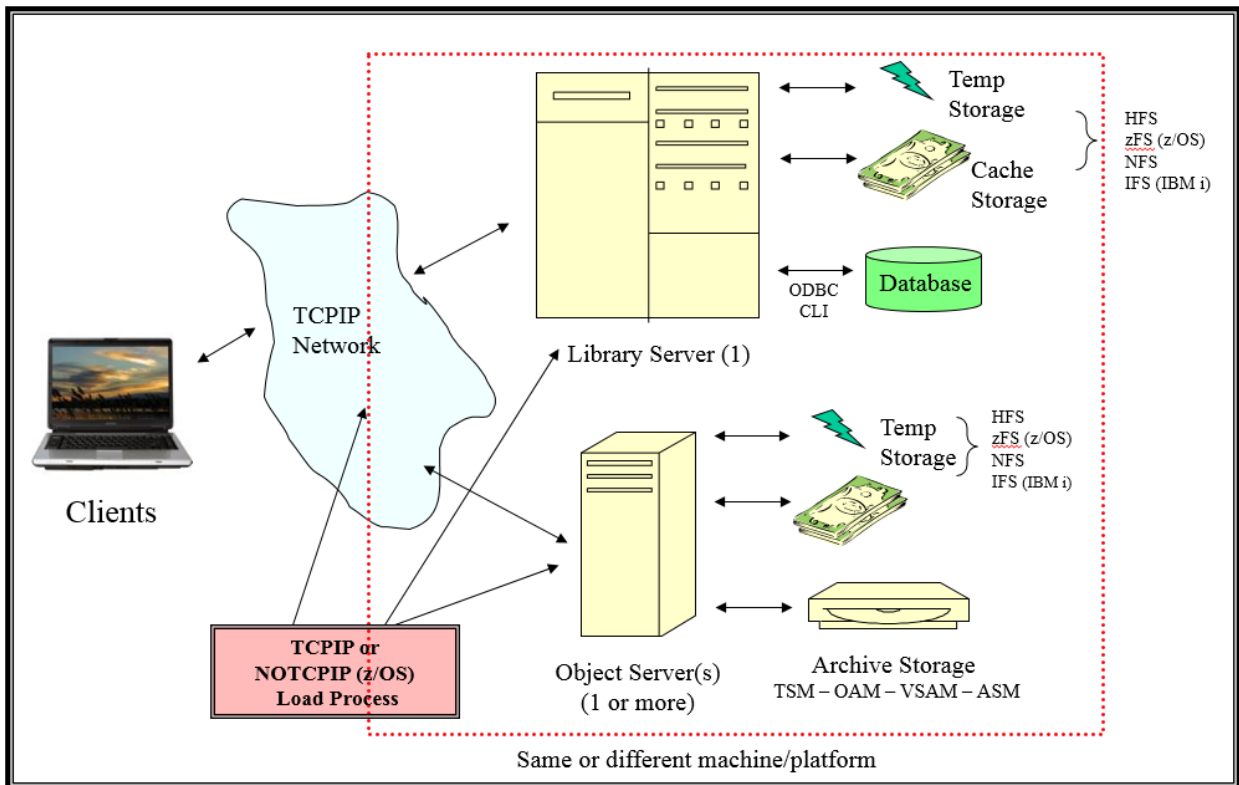 Temp
Storage
HFS
zFS (z/OS)
NFS
IFS (IBM i)
Cache
Storage
TCPIP
Network
ODBC
CLI
Database
Library Server (1)
Clients
Temp
Storage
HFS
zFS (z/OS)
NFS
IFS (IBM i)
TCPIP or
NOTCPIP (z/OS)
Load Process
Object Server(s)
(1 or more)
Archive Storage
TSM – OAM – VSAM – ASM
Same or different machine/platform